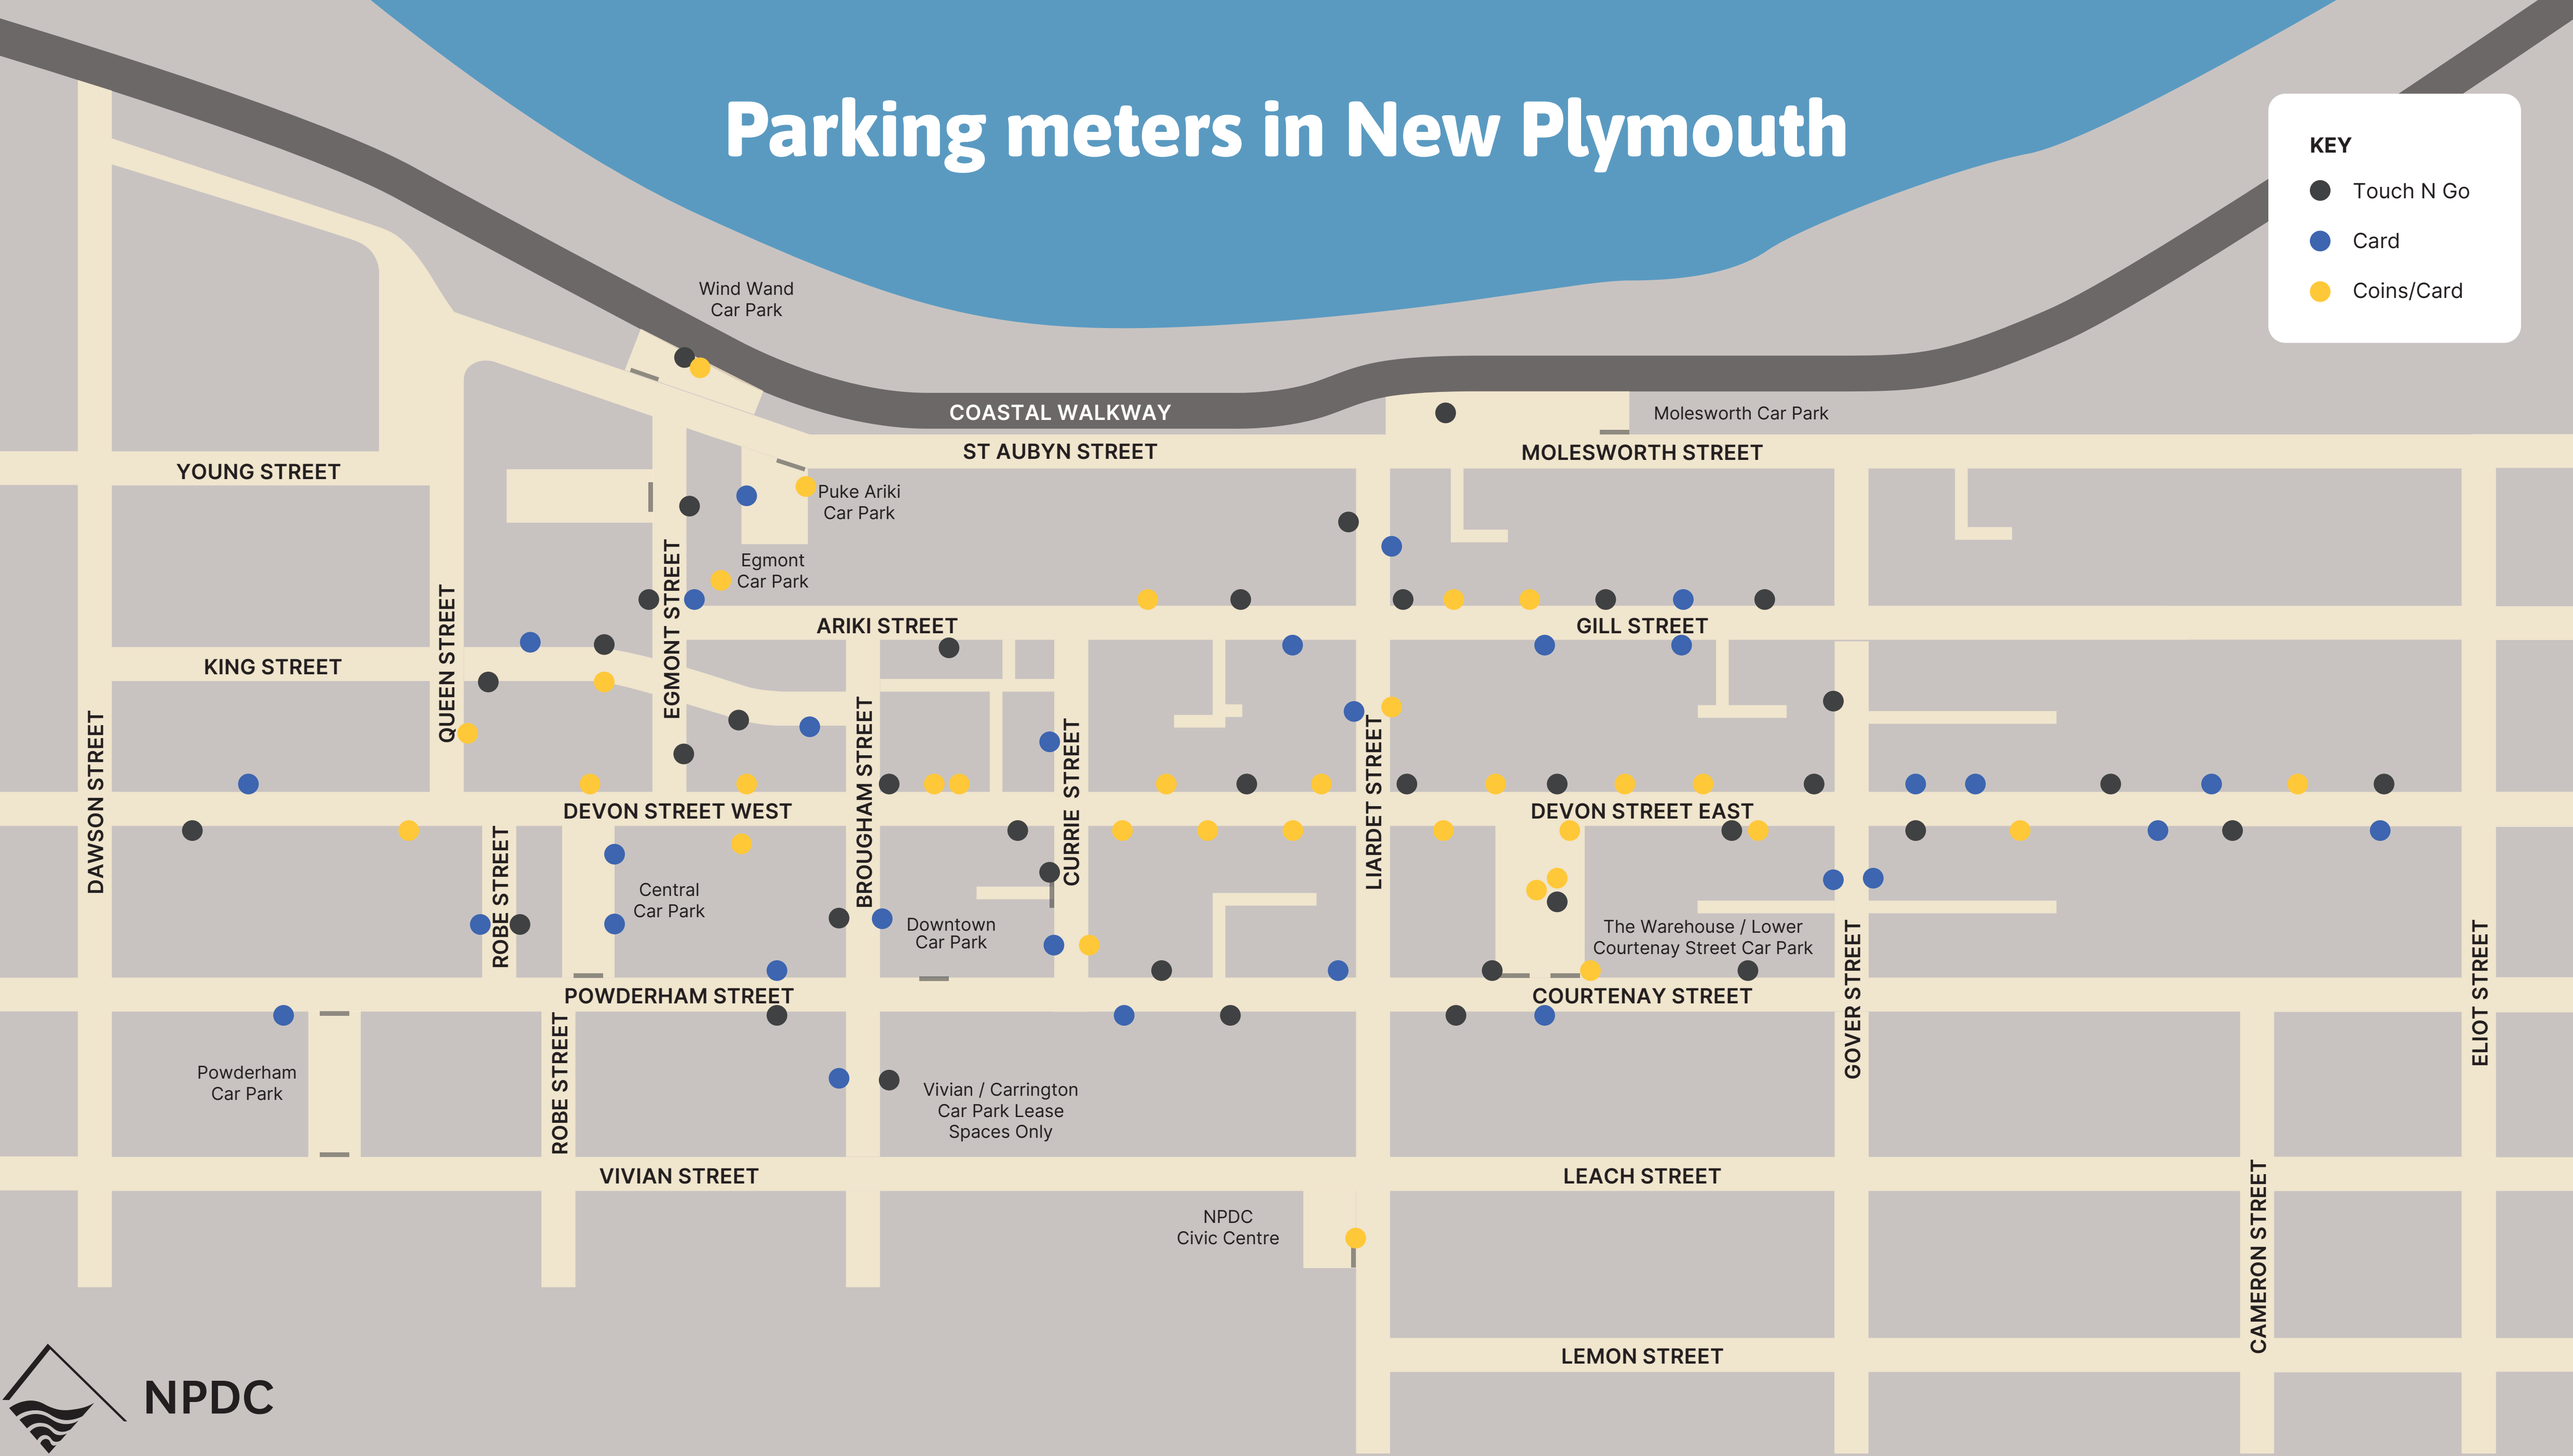 Parking meters in New Plymouth
KEY
Touch N Go
Card
Coins/Card
Wind Wand
Car Park
COASTAL WALKWAY
Molesworth Car Park
ST AUBYN STREET
MOLESWORTH STREET
YOUNG STREET
Puke Ariki
Car Park
Egmont
Car Park
ARIKI STREET
GILL STREET
KING STREET
QUEEN STREET
EGMONT STREET
DAWSON STREET
BROUGHAM STREET
CURRIE STREET
LIARDET STREET
DEVON STREET WEST
DEVON STREET EAST
ROBE STREET
Central
Car Park
Downtown
Car Park
The Warehouse / Lower
Courtenay Street Car Park
GOVER STREET
ELIOT STREET
POWDERHAM STREET
COURTENAY STREET
Powderham
Car Park
ROBE STREET
Vivian / Carrington
Car Park Lease
Spaces Only
VIVIAN STREET
LEACH STREET
NPDC
Civic Centre
CAMERON STREET
LEMON STREET
NPDC